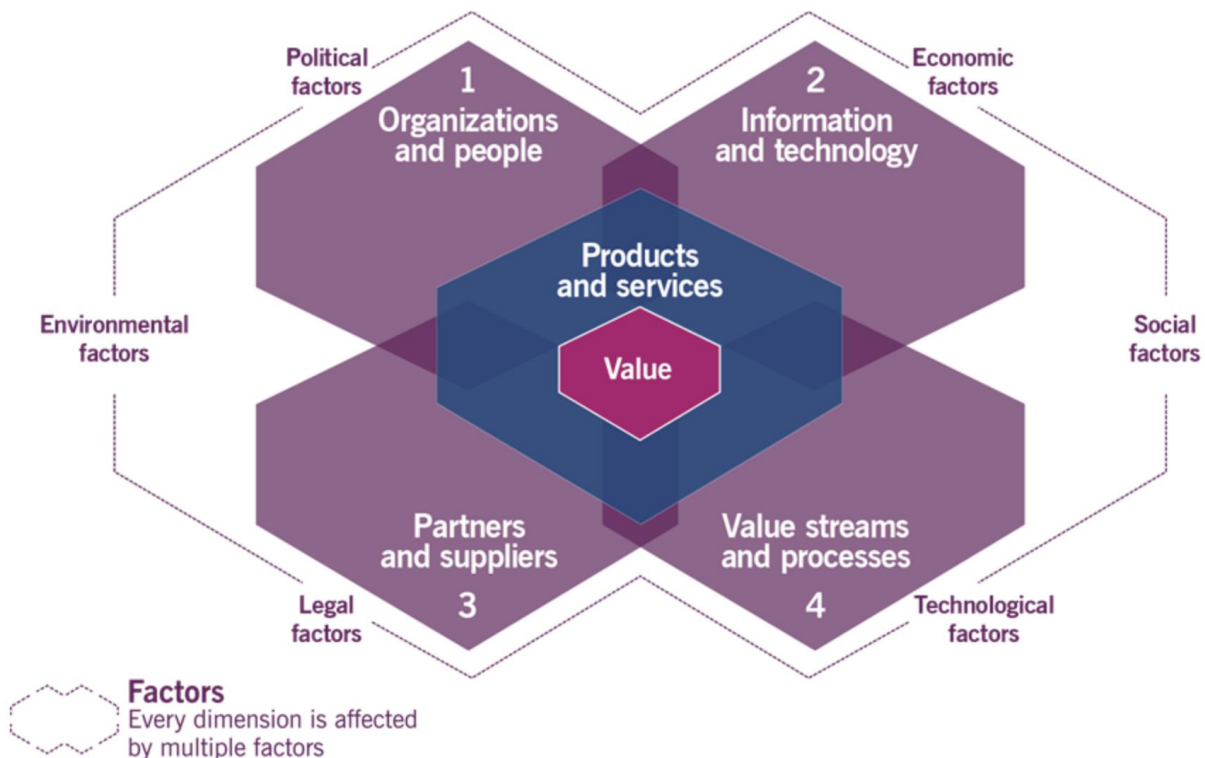 Political
factors
Economic
factors
1
Organizations
and people
2
Information
and technology
Products
and services
Environmental
factors
Value
Social
factors
Partners
and suppliers
3
Value streams
and processes
4
Legal
factors
Technological
factors
Factors
Every dimension is affected
by multiple factors